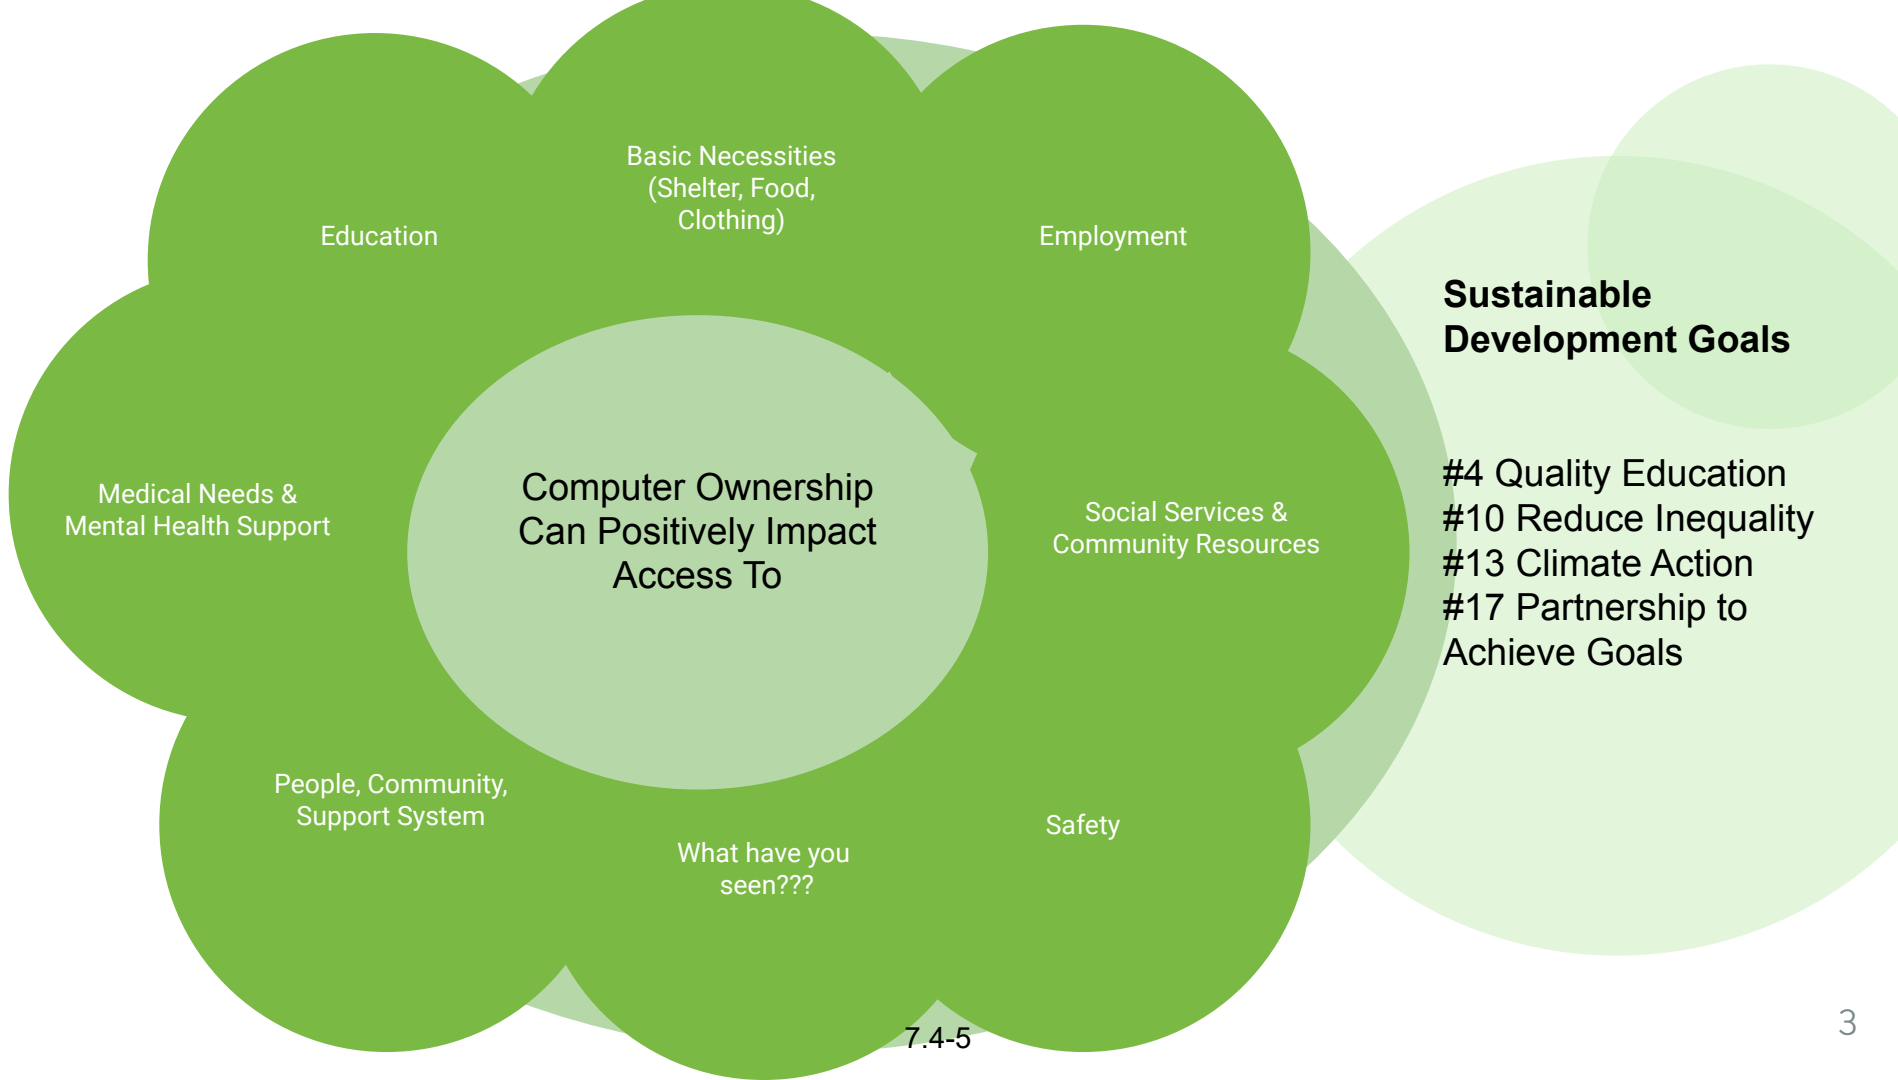 Basic Necessities
(Shelter, Food,
Clothing)
Education
Employment
Medical Needs &
Mental Health Support
Computer Ownership
Can Positively Impact
Access To
Social Services &
Community Resources
People, Community,
Support System
What have you
seen???
Safety
Sustainable
Development Goals
#4 Quality Education
#10 Reduce Inequality
#13 Climate Action
#17 Partnership to
Achieve Goals
7.4-5
3